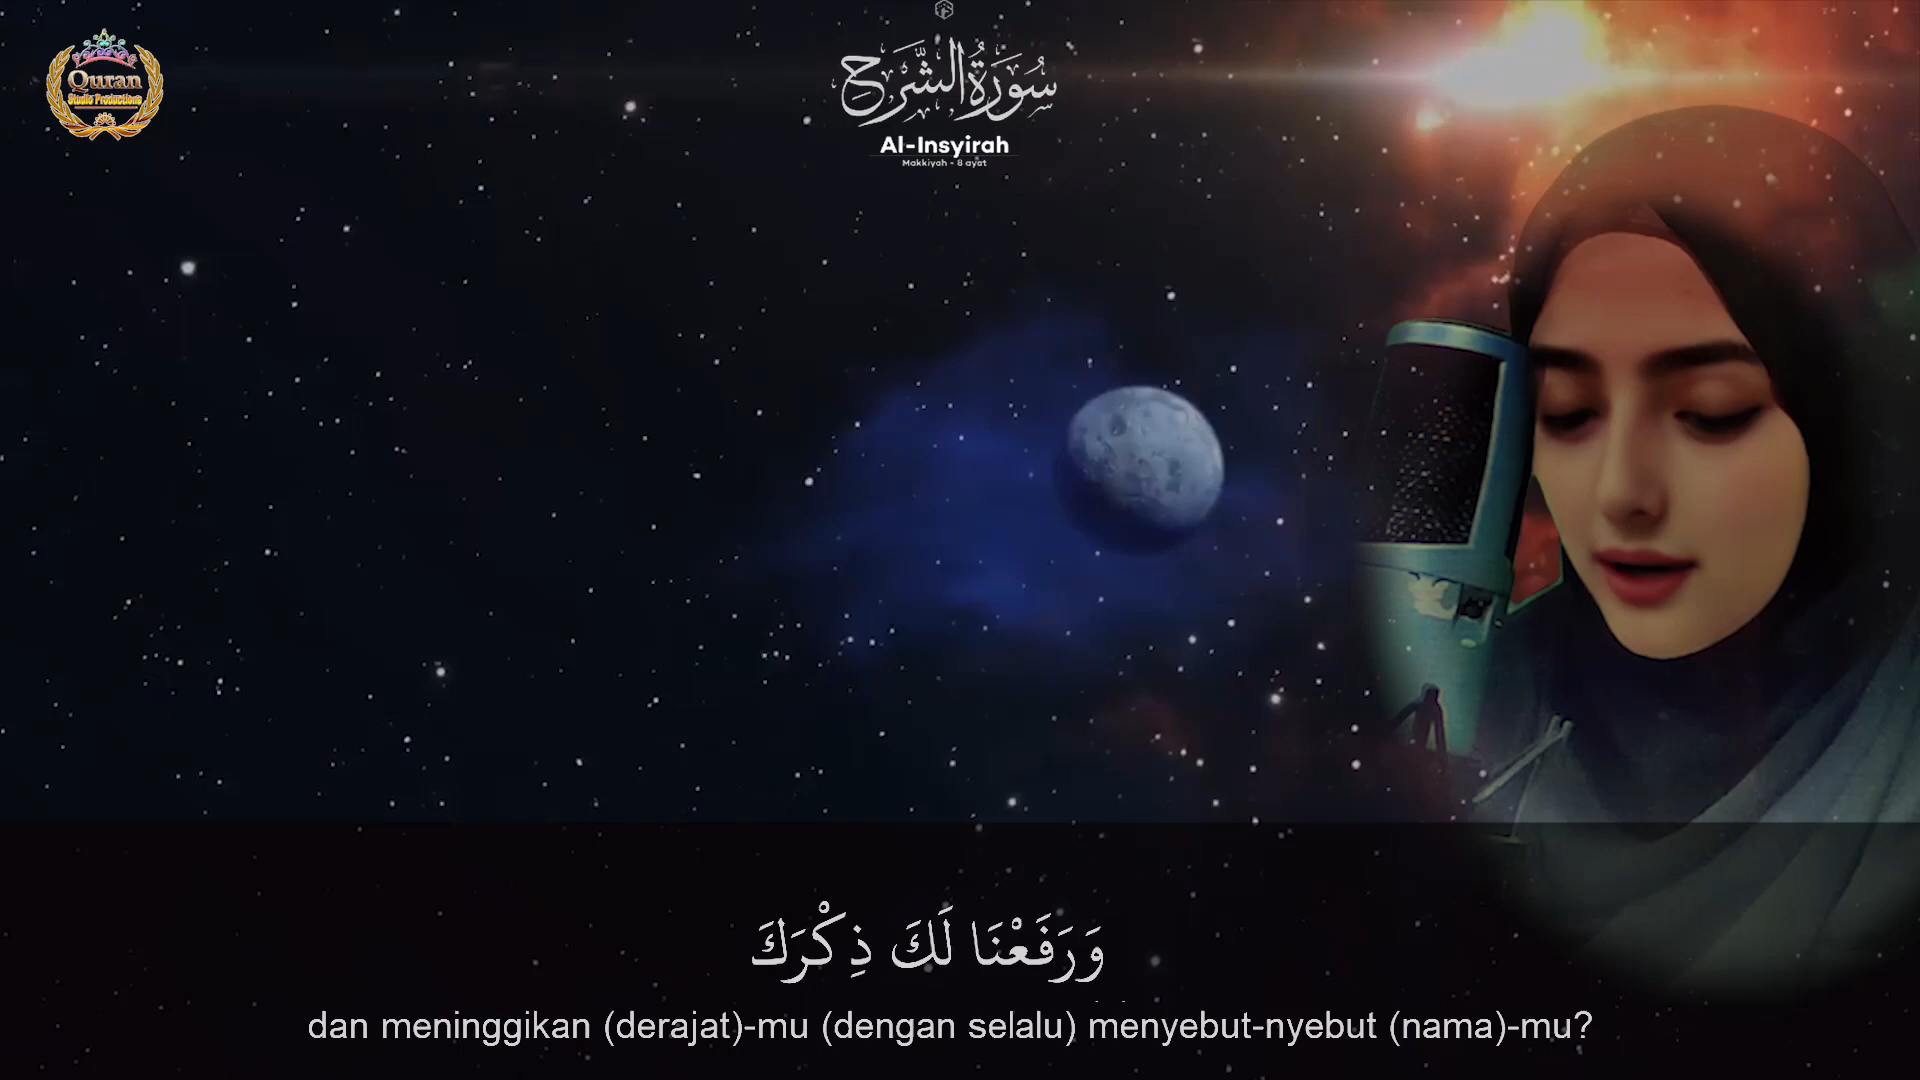 Quran
Studio Productions
سُورَةُ الشَّرْح
Al-Insyirah
Makkiyah - 8 ayat
وَرَفَعْنَا لَكَ ذِكْرَكَ
dan meninggikan (derajat)-mu (dengan selalu) menyebut-nyebut (nama)-mu?